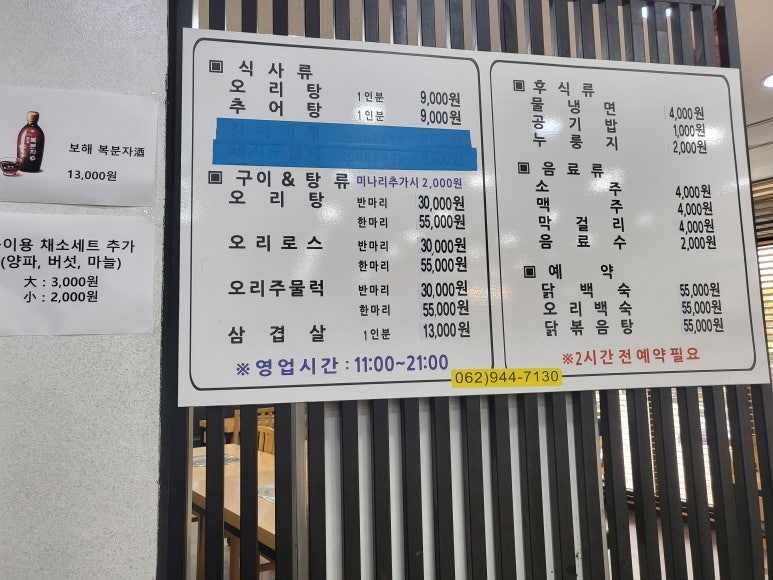 보해 복분자酒
13,000원
이용 채소세트 추가
(양파, 버섯, 마늘)
大 : 3,000원
小 : 2,000원
▣ 식사류
오리탕 1인분 9,000원
추어탕 1인분 9,000원
▣ 구이 & 탕류 미나리추가시 2,000원
오리탕 반마리 30,000원
한마리 55,000원
오리로스 반마리 30,000원
한마리 55,000원
오리주물럭 반마리 30,000원
한마리 55,000원
삼겹살 1인분 13,000원
※영업시간 : 11:00~21:00
▣ 후식류
물냉면 4,000원
공기밥 1,000원
누룽지 2,000원
▣ 음료류
소주 4,000원
맥주 4,000원
막걸리 4,000원
음료수 2,000원
▣ 예약
닭백숙 55,000원
오리백숙 55,000원
닭볶음탕 55,000원
※2시간전예약필요
062)944-7130